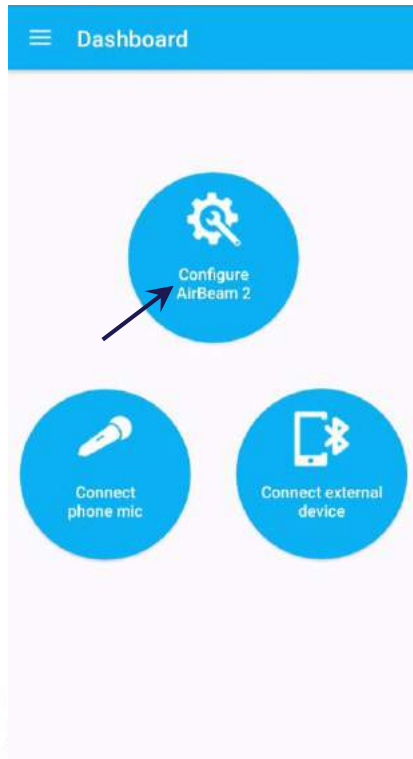 Dashboard
Configure
AirBeam 2
Connect
phone mic
Connect external
device